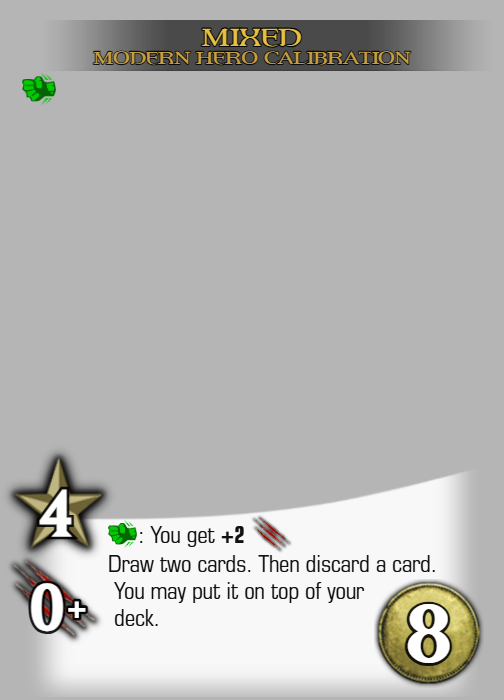 MIXED
MODERN HERO CALIBRATION
4
: You get +2
Draw two cards. Then discard a card.
You may put it on top of your
deck.
0+
8